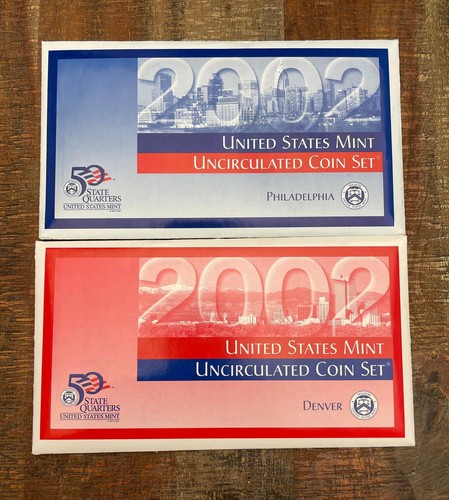 2002
UNITED STATES MINT
UNCIRCULATED COIN SET
50
STATE
QUARTERS
UNITED STATES MINT
PHILADELPHIA
2002
UNITED STATES MINT
UNCIRCULATED COIN SET®
50
STATE
QUARTERS
UNITED STATES MINT
DENVER